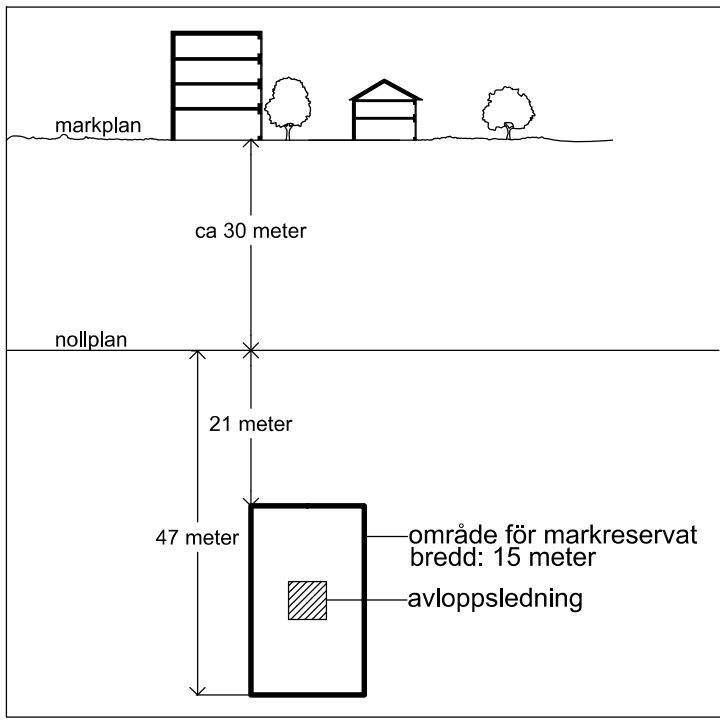 markplan
ca 30 meter
nollplan
21 meter
47 meter
område för markreservat
bredd: 15 meter
avloppsledning